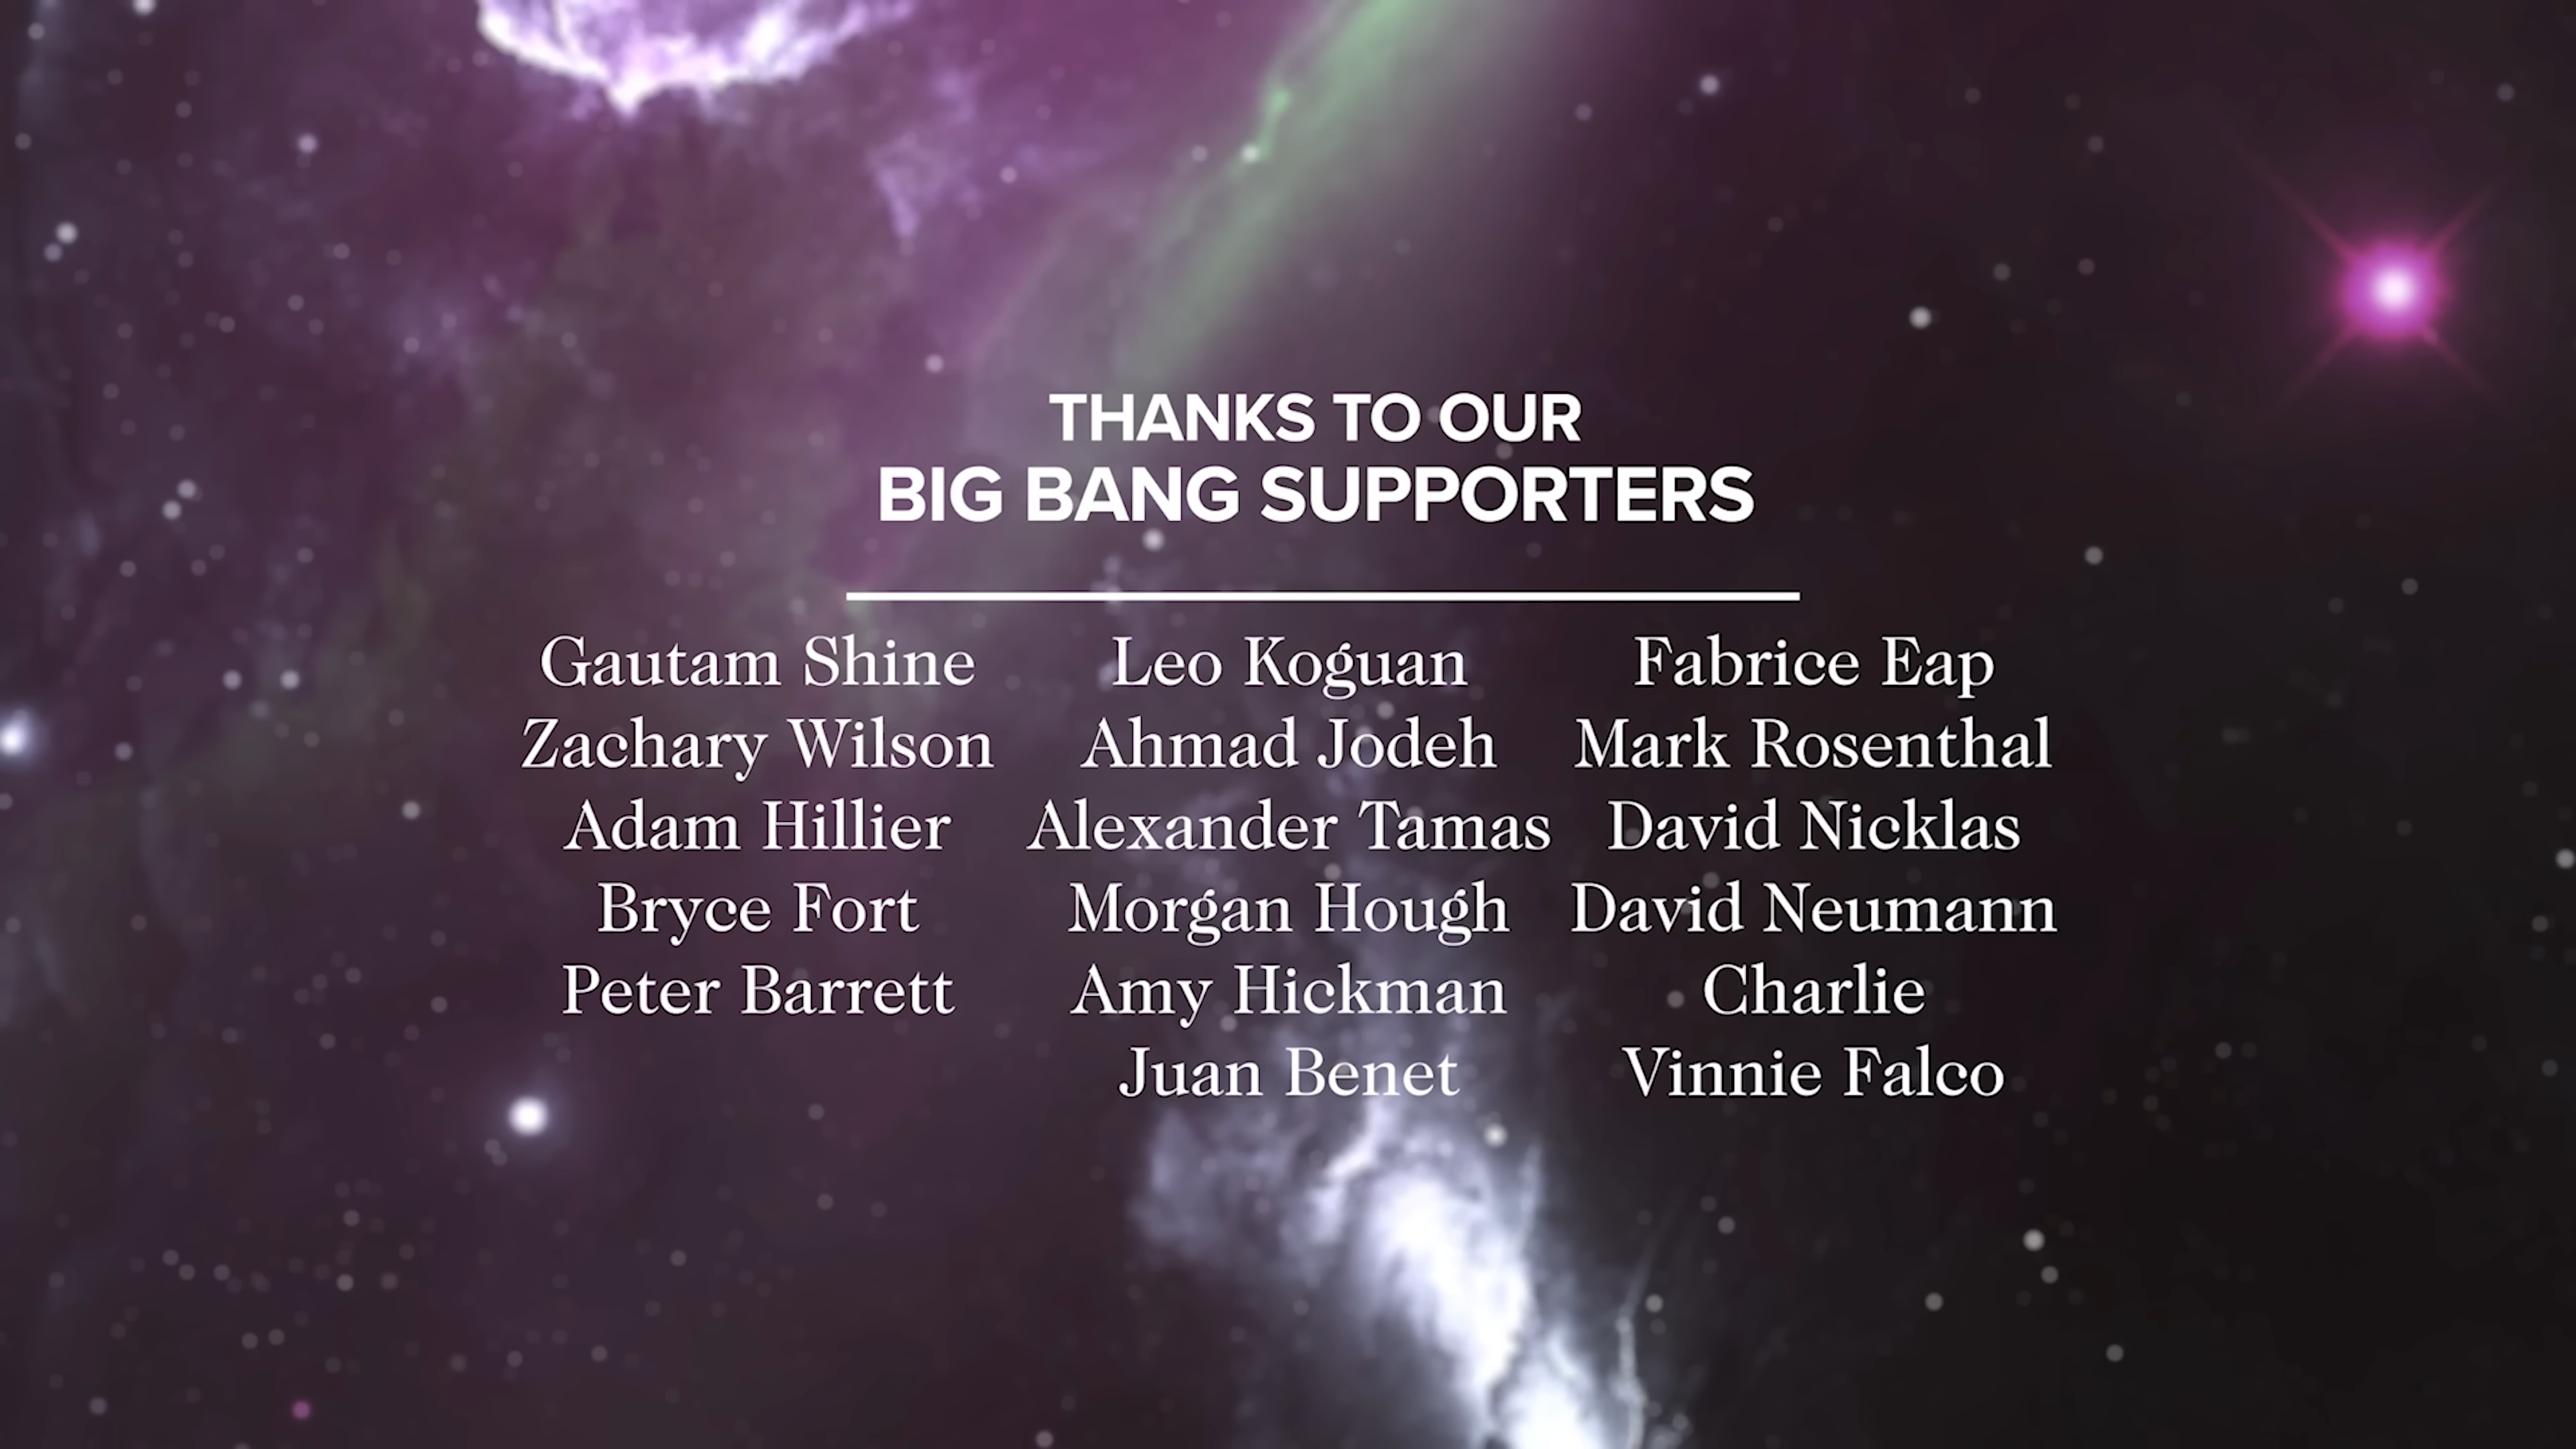 THANKS TO OUR
BIG BANG SUPPORTERS
Gautam Shine
Zachary Wilson
Adam Hillier
Bryce Fort
Peter Barrett
Leo Koguan
Ahmad Jodeh
Alexander Tamas
Morgan Hough
Amy Hickman
Juan Benet
Fabrice Eap
Mark Rosenthal
David Nicklas
David Neumann
Charlie
Vinnie Falco